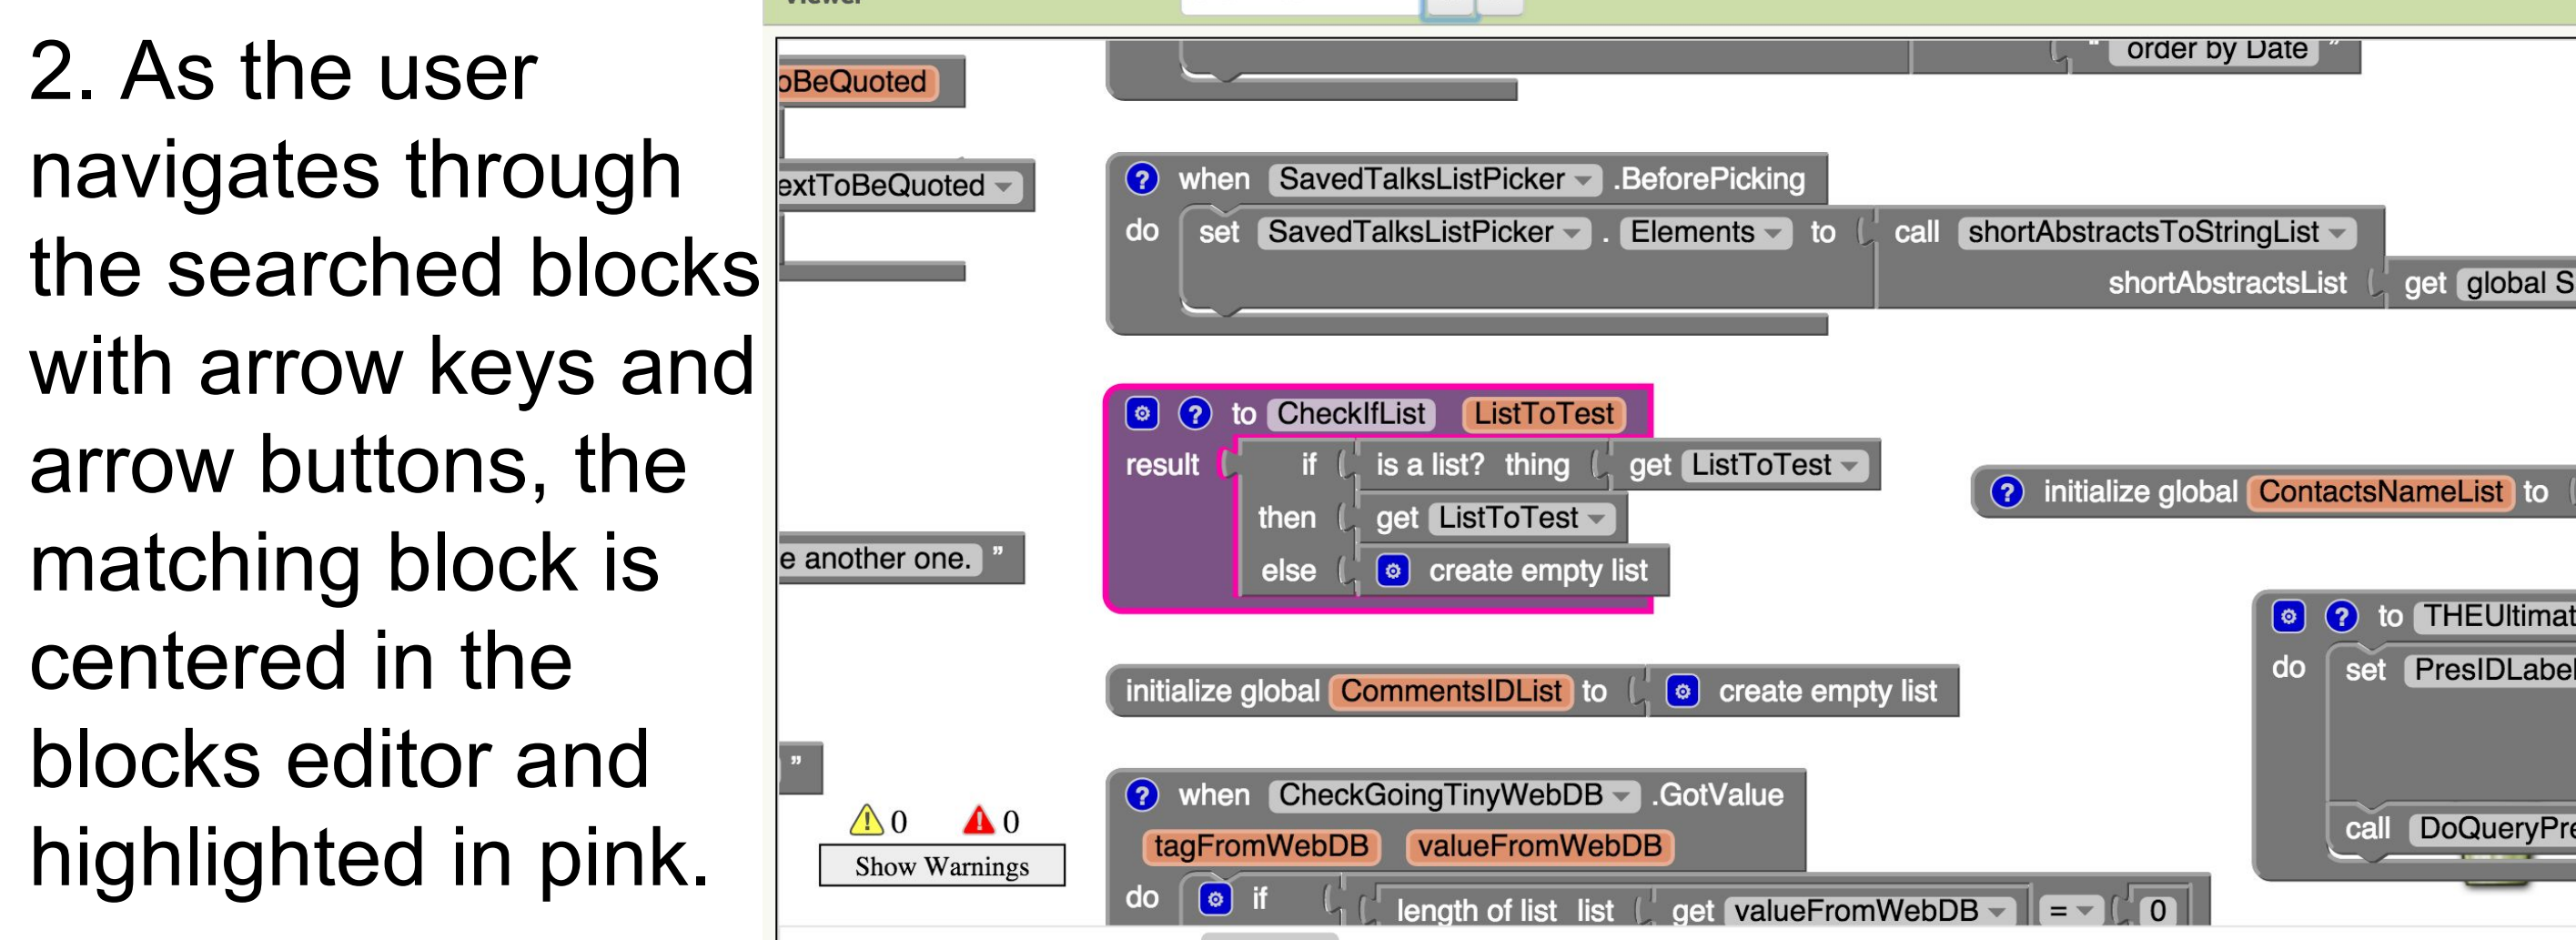 2. As the user
navigates through
the searched blocks
with arrow keys and
arrow buttons, the
matching block is
centered in the
blocks editor and
highlighted in pink.
oBeQuoted
extToBeQuoted
e another one. ”
”
0 0
Show Warnings
“ order by Date ”
? when SavedTalksListPicker .BeforePicking
do set SavedTalksListPicker . Elements to call shortAbstractsToStringList
shortAbstractsList get global S
? to CheckIfList ListToTest
result if is a list? thing get ListToTest
then get ListToTest
else create empty list
? initialize global ContactsNameList to
initialize global CommentsIDList to create empty list
? to THEUltimat
do set PresIDLabel
call DoQueryPre
? when CheckGoingTinyWebDB .GotValue
tagFromWebDB valueFromWebDB
do if length of list list get valueFromWebDB = 0